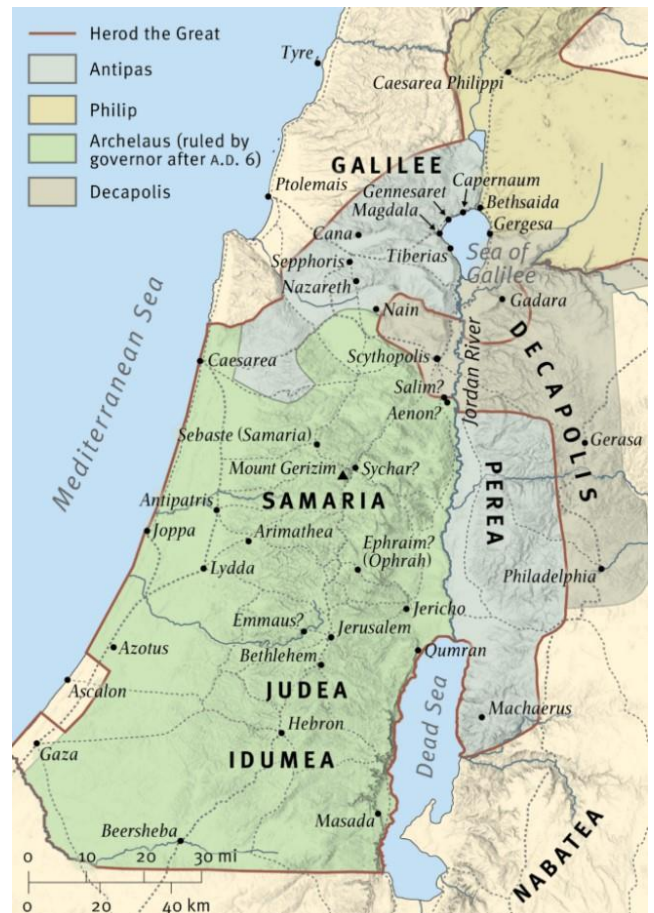 Herod the Great
Antipas
Philip
Archelaus (ruled by
governor after A.D. 6)
Decapolis
Tyre
Caesarea Philippi
GALILEE
Ptolemais
Gennesaret
Capernaum
Magdala
Bethsaida
Cana
Gergesa
Sepphoris
Tiberias
Sea of
Galilee
Nazareth
Gadara
Nain
Mediterranean Sea
Caesarea
Scythopolis
Jordan River
DECAPOLIS
Salim?
Aenon?
Sebaste (Samaria)
Gerasa
Mount Gerizim
Sychar?
PEREA
SAMARIA
Antipatris
Joppa
Arimathea
Ephraim?
(Ophrah)
Lydda
Philadelphia
Jericho
Emmaus?
Jerusalem
Qumran
Azotus
Bethlehem
Ascalon
JUDEA
Machaerus
Dead Sea
Hebron
Gaza
IDUMEA
Masada
Beersheba
NABATEA
0 10 20 30 mi
0 20 40 km